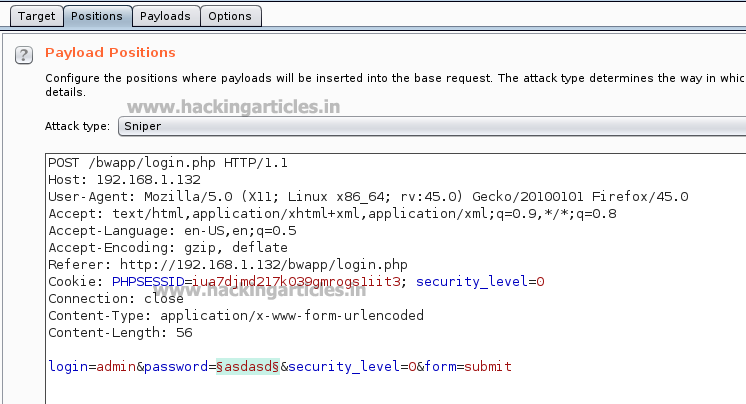 Target Positions Payloads Options
? Payload Positions
Configure the positions where payloads will be inserted into the base request. The attack type determines the way in whic
details.
www.hackingarticles.in
Attack type: Sniper
POST /bwapp/login.php HTTP/1.1
Host: 192.168.1.132
User-Agent: Mozilla/5.0 (X11; Linux x86_64; rv:45.0) Gecko/20100101 Firefox/45.0
Accept: text/html,application/xhtml+xml,application/xml;q=0.9,*/*;q=0.8
Accept-Language: en-US,en;q=0.5
Accept-Encoding: gzip, deflate
Referer: http://192.168.1.132/bwapp/login.php
Cookie: PHPSESSID=iua7djmd217k039gmrogs1iit3; security_level=0
www.hackingarticles.in
Connection: close
Content-Type: application/x-www-form-urlencoded
Content-Length: 56
login=admin&password=§asdasd§&security_level=0&form=submit